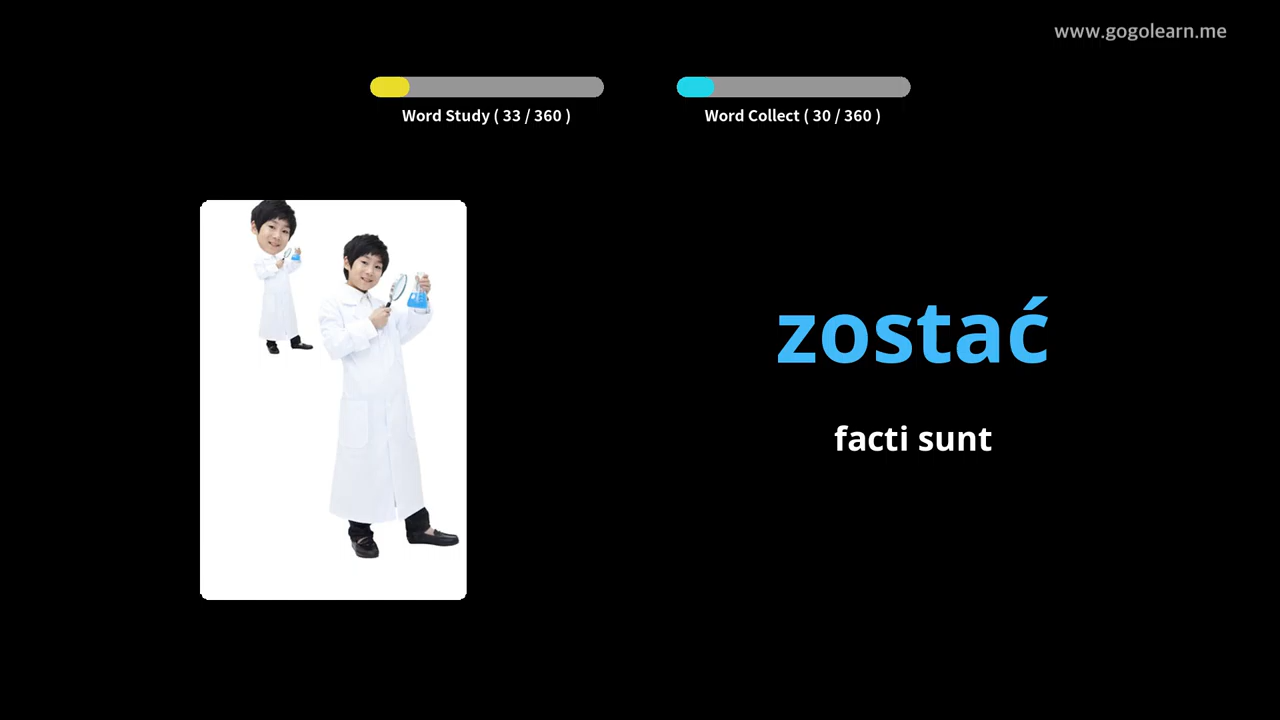 www.gogolearn.me
Word Study ( 33 / 360 )
Word Collect ( 30 / 360 )
zostać
facti sunt